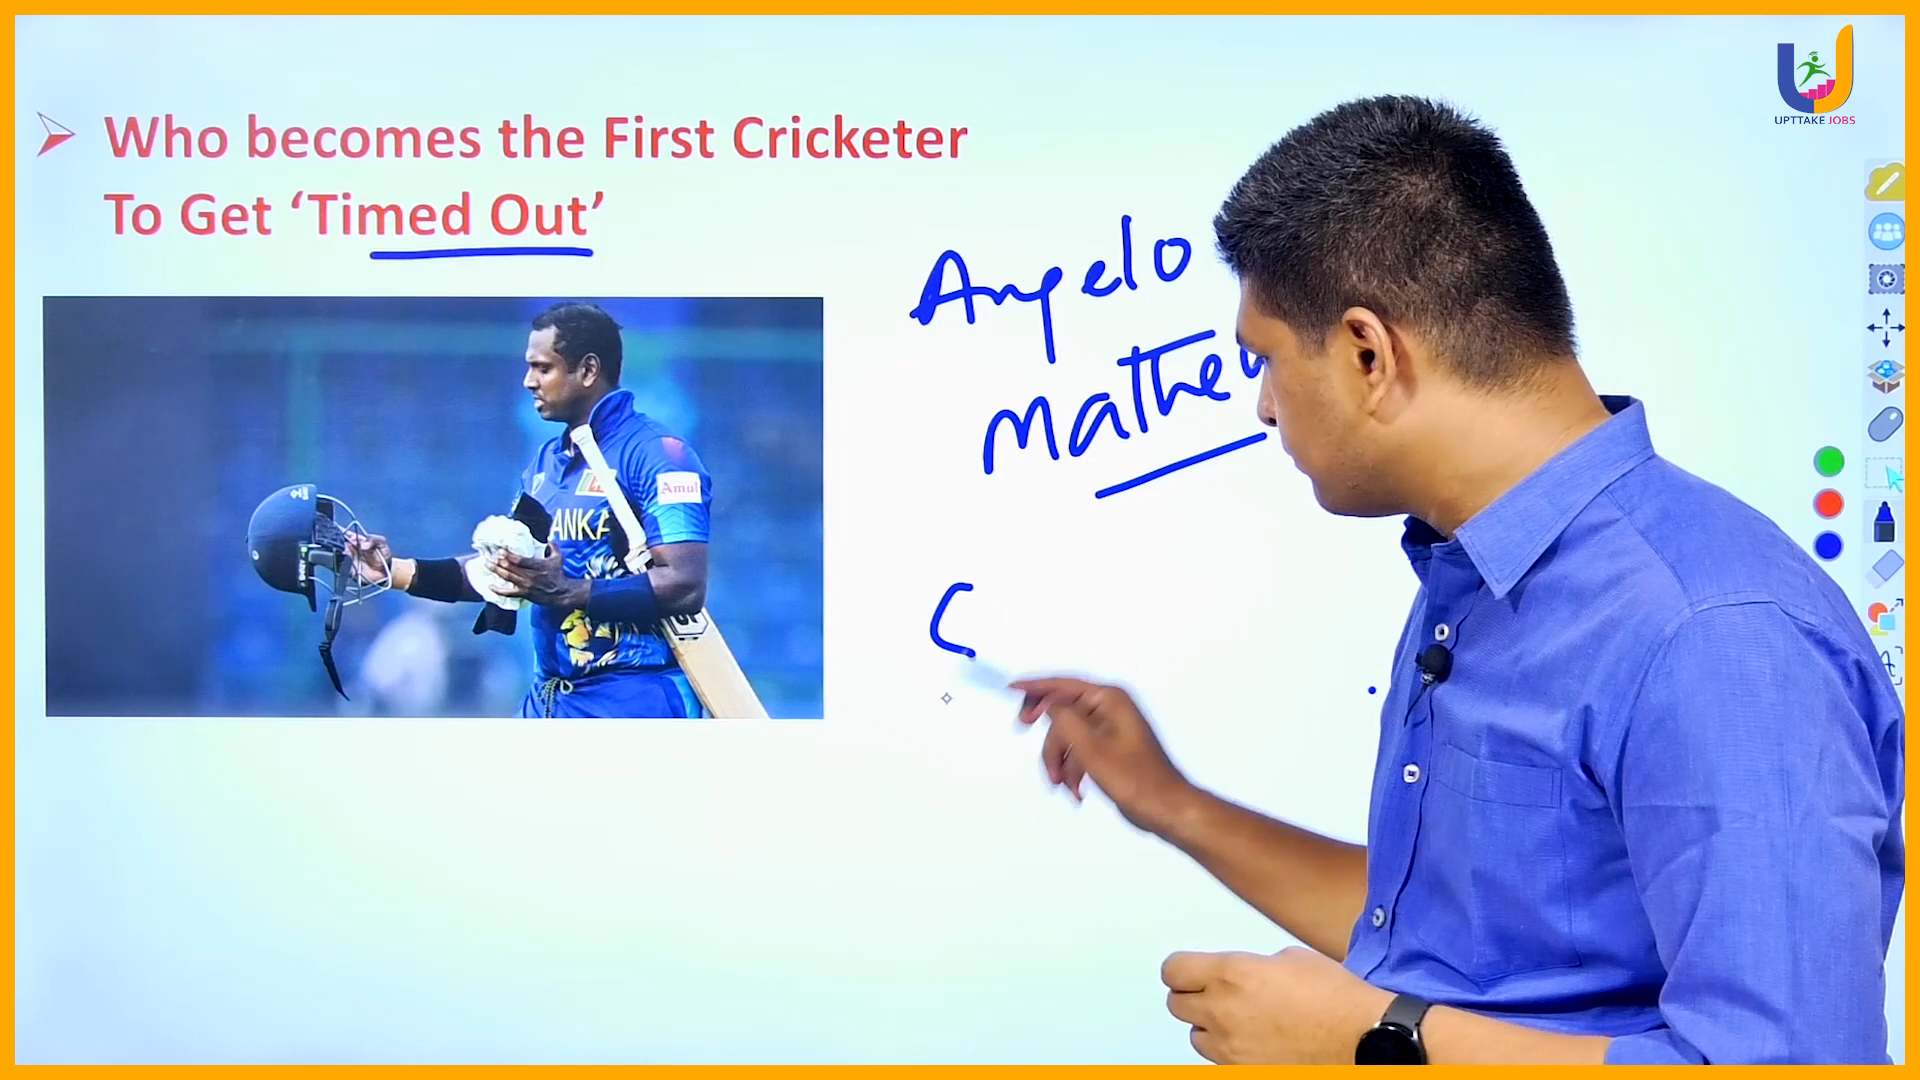 UPTTAKE JOBS
Who becomes the First Cricketer
To Get ‘Timed Out’
Angelo
Mathe
Amul
ANKA